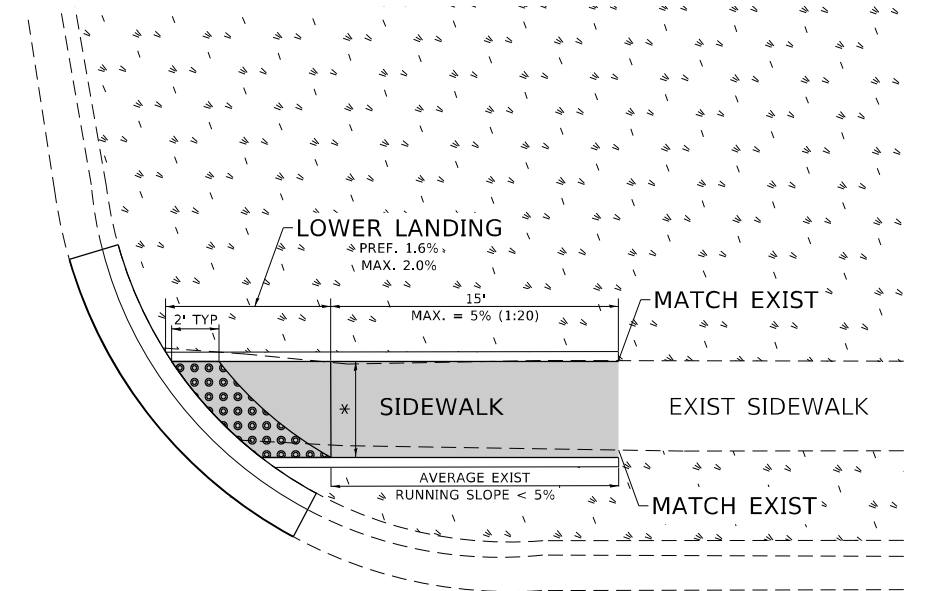 LOWER LANDING
PREF. 1.6%
MAX. 2.0%
15'
MAX. = 5% (1:20)
MATCH EXIST
2' TYP
*
SIDEWALK
EXIST SIDEWALK
AVERAGE EXIST
RUNNING SLOPE < 5%
MATCH EXIST